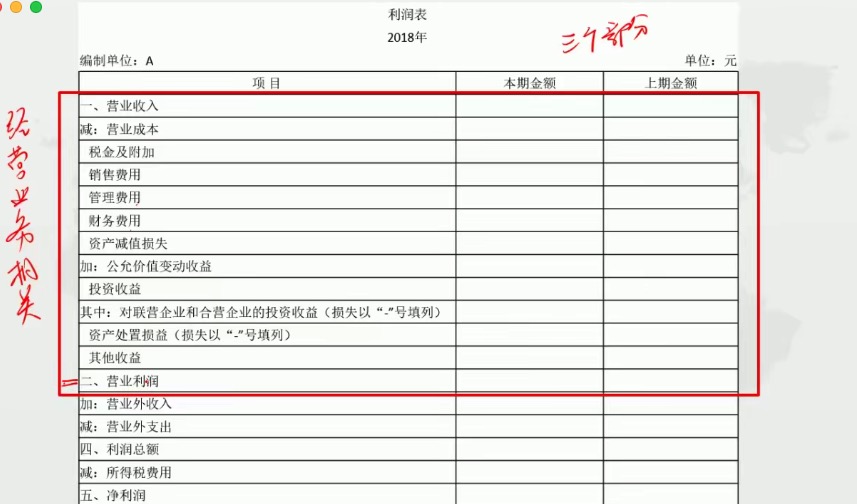 利润表
2018年
三个部分
编制单位：A 单位：元
项 目 本期金额 上期金额
一、营业收入
减：营业成本
税金及附加
销售费用
管理费用
财务费用
资产减值损失
加：公允价值变动收益
投资收益
其中：对联营企业和合营企业的投资收益（损失以“-”号填列）
资产处置损益（损失以“-”号填列）
其他收益
二、营业利润
加：营业外收入
减：营业外支出
四、利润总额
减：所得税费用
五、净利润
经营业务相关